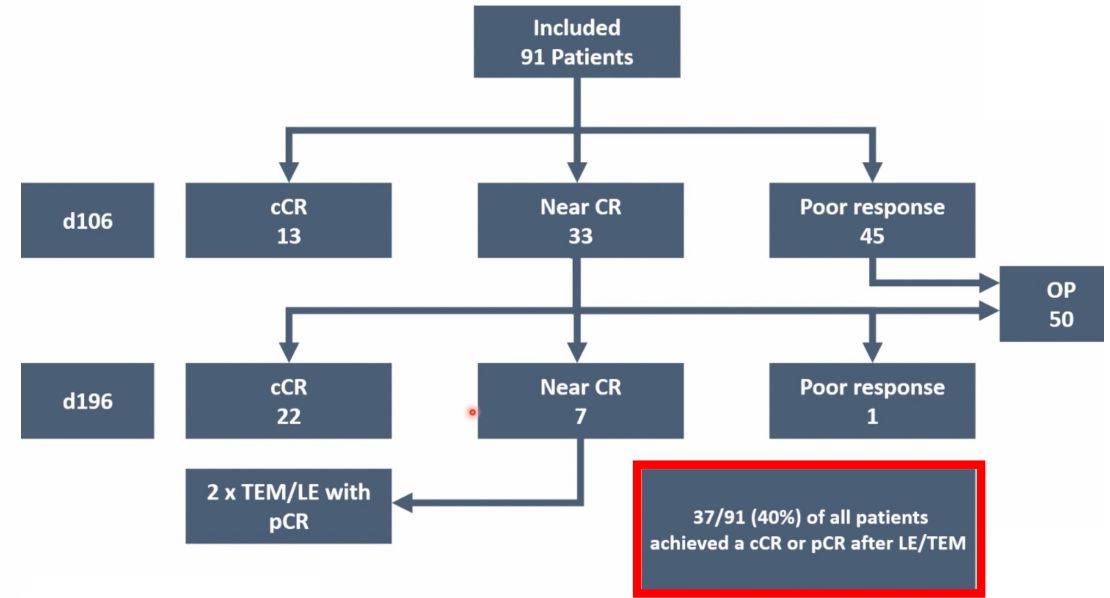 Included
91 Patients
d106
cCR
13
Near CR
33
Poor response
45
OP
50
d196
cCR
22
Near CR
7
Poor response
1
2 x TEM/LE with
pCR
37/91 (40%) of all patients
achieved a cCR or pCR after LE/TEM